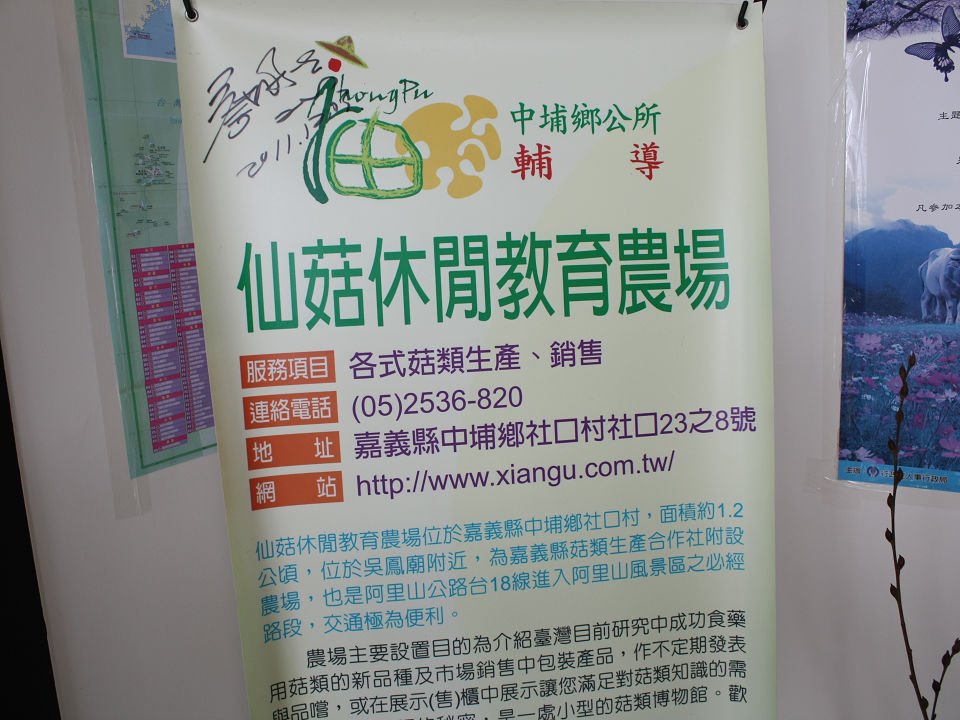 2011.1
ZhongPu
中埔鄉公所
輔導
仙菇休閒教育農場
服務項目 各式菇類生產、銷售
連絡電話 (05)2536-820
地址 嘉義縣中埔鄉社口村社口23之8號
網站 http://www.xiangu.com.tw/
仙菇休閒教育農場位於嘉義縣中埔鄉社口村，面積約1.2
公頃，位於吳鳳廟附近，為嘉義縣菇類生產合作社附設
農場，也是阿里山公路台18線進入阿里山風景區之必經
路段，交通極為便利。
農場主要設置目的為介紹臺灣目前研究中成功食藥
用菇類的新品種及市場銷售中包裝產品，作不定期發表
與品嚐，或在展示(售)櫃中展示讓您滿足對菇類知識的需
是一處小型的菇類博物館。歡
主題
凡參加